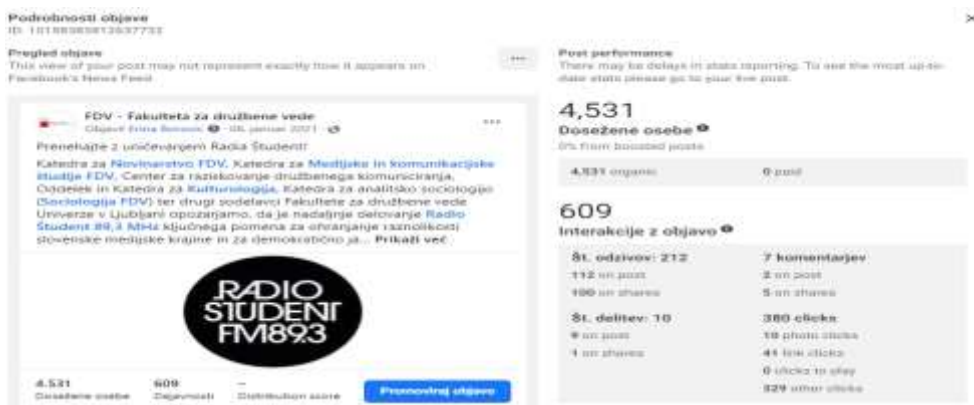 Podrobnosti objave
Pregled objave
This view of your post may not represent exactly how it appears on
Facebook's News Feed.
FDV - Fakulteta za družbene vede
06. januar 2021
Prenehajte z uničevanjem Radia Študent!
Katedra za Novinarstvo FDV, Katedra za Medijske in komunikacijske
študije FDV, Center za raziskovanje družbenega komuniciranja,
Oddelek in Katedra za Kulturologijo, Katedra za analitsko sociologijo
(Sociologija FDV) ter drugi sodelavci Fakultete za družbene vede
Univerze v Ljubljani opozarjamo, da je nadaljnje delovanje Radio
Študent 89,3 MHz ključnega pomena za ohranjanje raznolikosti
slovenske medijske krajine in za demokratično ja... Prikaži več
RADIO
ŠTUDENT
FM89.3
4.531
Dosežene osebe
609
Dejavnosti
–
Distribution score
Promoviraj objavo
Post performance
There may be delays in stats reporting. To see the most up-to-
date stats please go to your live post.
4,531
Dosežene osebe
0% from boosted posts
4,531 organic
0 paid
609
Interakcije z objavo
Št. odzivov: 212
112 on post
100 on shares
7 komentarjev
2 on post
5 on shares
Št. delitev: 10
9 on post
1 on shares
380 clicks
10 photo clicks
41 link clicks
0 clicks to play
329 other clicks